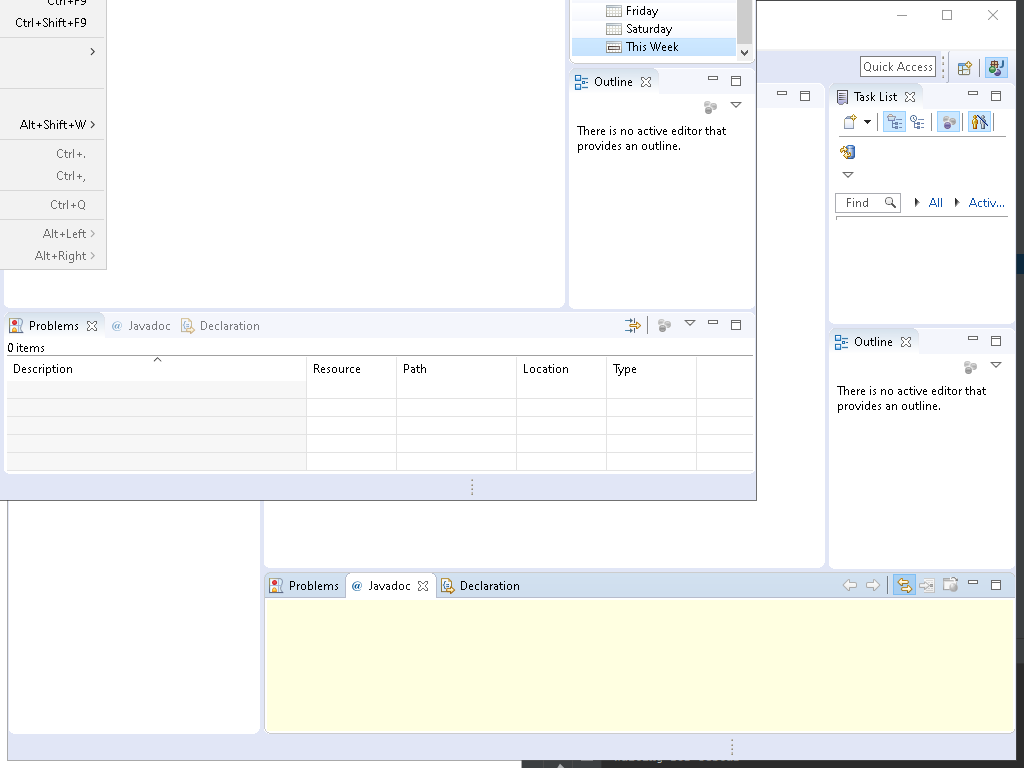 Ctrl+F9
Ctrl+Shift+F9
Alt+Shift+W
Ctrl+.
Ctrl+,
Ctrl+Q
Alt+Left
Alt+Right
Friday
Saturday
This Week
Outline
There is no active editor that
provides an outline.
Quick Access
Task List
Find
All
Activ...
Outline
There is no active editor that
provides an outline.
Problems
@ Javadoc
Declaration
0 items
Description
Resource
Path
Location
Type
Problems
@ Javadoc
Declaration